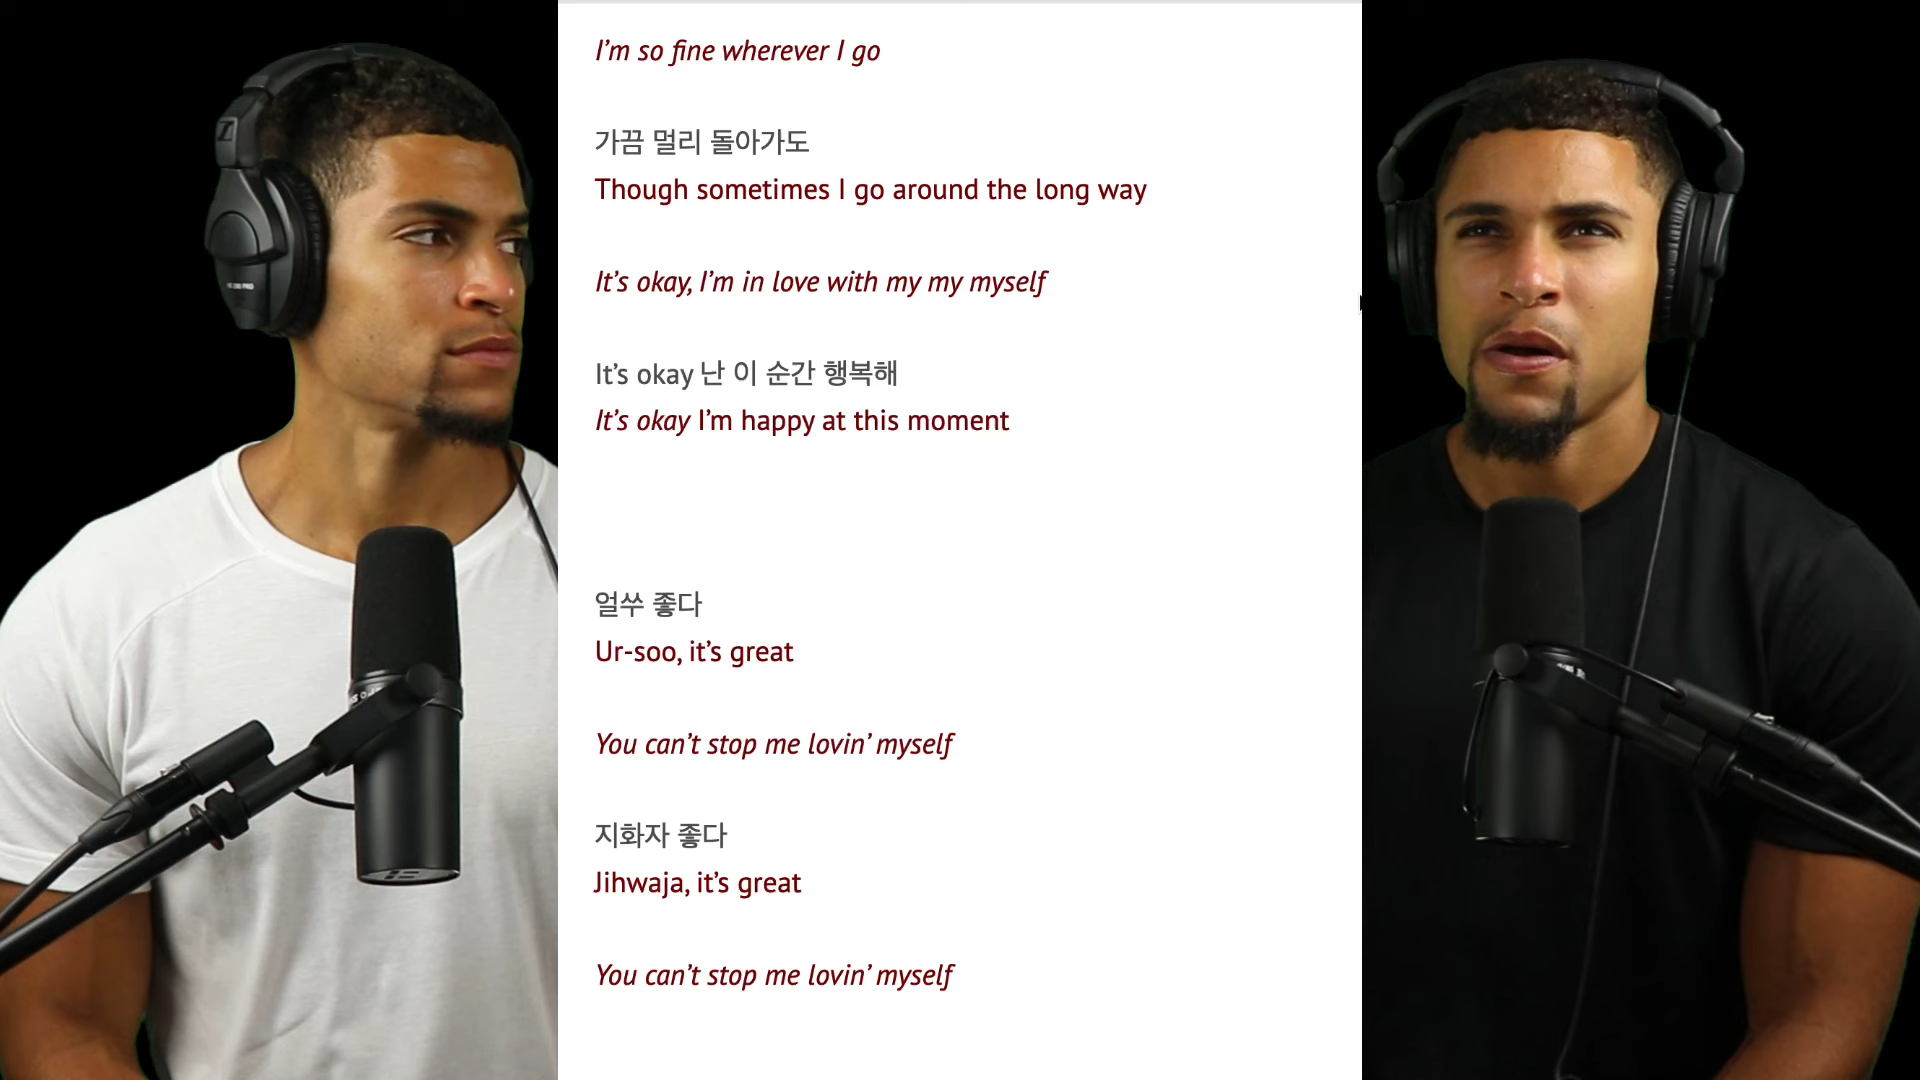 I'm so fine wherever I go
가끔 멀리 돌아가도
Though sometimes I go around the long way
It's okay, I'm in love with my my myself
It's okay 난 이 순간 행복해
It's okay I'm happy at this moment
얼쑤 좋다
Ur-soo, it's great
You can't stop me lovin' myself
지화자 좋다
Jihwaja, it's great
You can't stop me lovin' myself